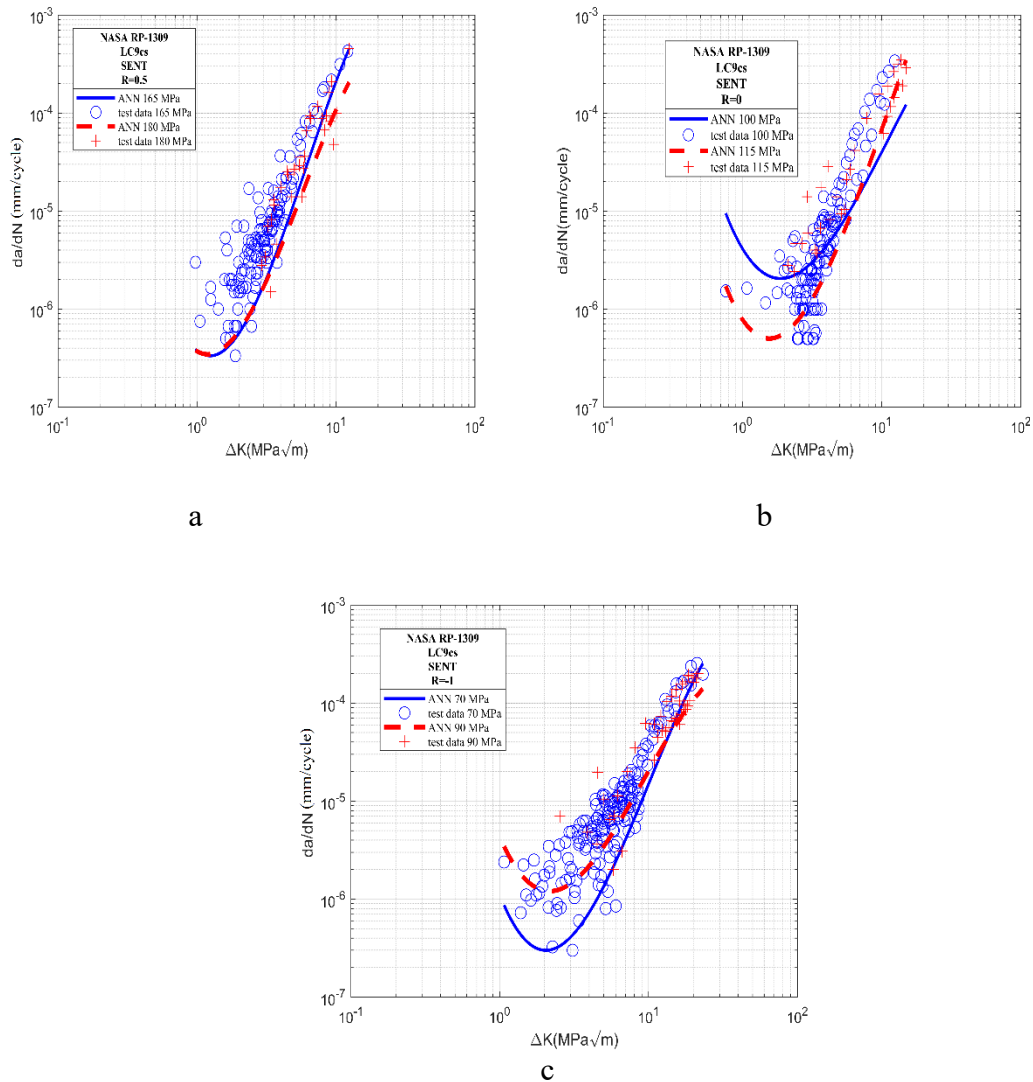 10^-3
10^-4
10^-5
10^-6
10^-7
da/dN (mm/cycle)
NASA RP-1309
LC9cs
SENT
R=0.5
ANN 165 MPa
test data 165 MPa
ANN 180 MPa
test data 180 MPa
10^-1
10^0
10^1
10^2
ΔK(MPa√m)
a
10^-3
10^-4
10^-5
10^-6
10^-7
da/dN(mm/cycle)
NASA RP-1309
LC9cs
SENT
R=0
ANN 100 MPa
test data 100 MPa
ANN 115 MPa
test data 115 MPa
10^-1
10^0
10^1
10^2
ΔK(MPa√m)
b
10^-3
10^-4
10^-5
10^-6
10^-7
da/dN (mm/cycle)
NASA RP-1309
LC9cs
SENT
R=-1
ANN 70 MPa
test data 70 MPa
ANN 90 MPa
test data 90 MPa
10^-1
10^0
10^1
10^2
ΔK(MPa√m)
c